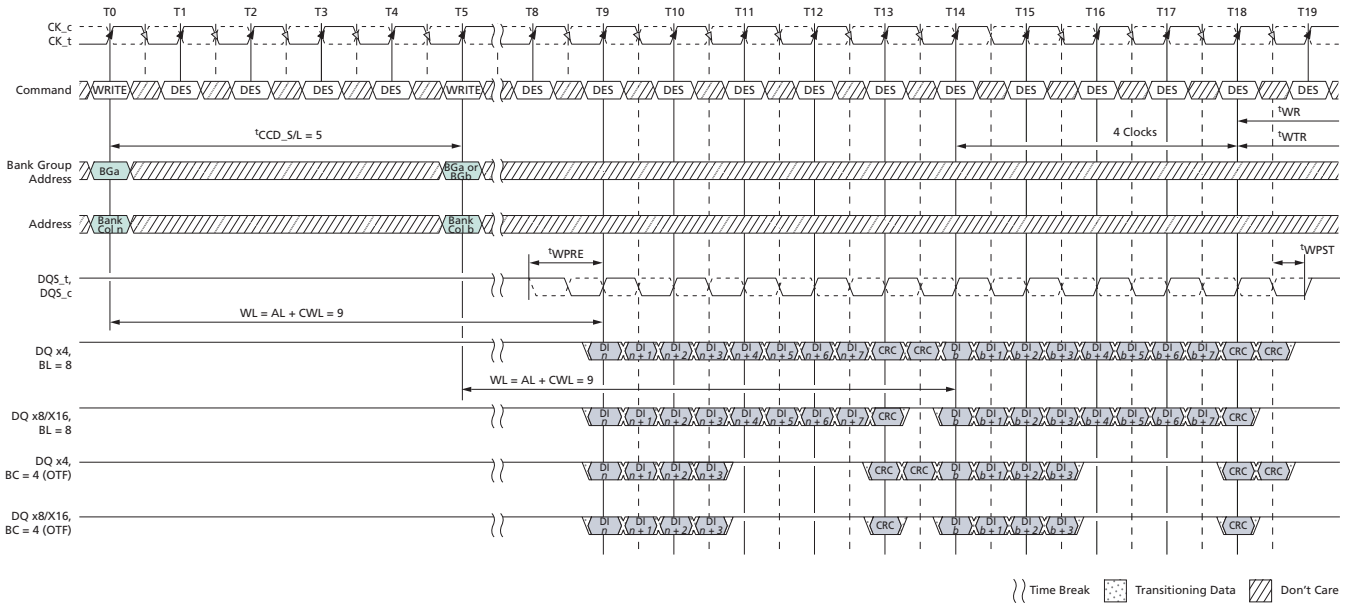 T0 T1 T2 T3 T4 T5 T8 T9 T10 T11 T12 T13 T14 T15 T16 T17 T18 T19
CK_c
CK_t
Command WRITE DES DES DES DES WRITE DES DES DES DES DES DES DES DES DES DES DES DES
tWR
tCCD_S/L = 5 4 Clocks tWTR
Bank Group
Address BGa BGa or
BGb
Address Bank
Col n Bank
Col b
tWPRE tWPST
DQS_t,
DQS_c
WL = AL + CWL = 9
DQ x4,
BL = 8
DI
n DI
n + 1 DI
n + 2 DI
n + 3 DI
n + 4 DI
n + 5 DI
n + 6 DI
n + 7 CRC CRC DI
b DI
b + 1 DI
b + 2 DI
b + 3 DI
b + 4 DI
b + 5 DI
b + 6 DI
b + 7 CRC CRC
WL = AL + CWL = 9
DQ x8/X16,
BL = 8
DI
n DI
n + 1 DI
n + 2 DI
n + 3 DI
n + 4 DI
n + 5 DI
n + 6 DI
n + 7 CRC DI
b DI
b + 1 DI
b + 2 DI
b + 3 DI
b + 4 DI
b + 5 DI
b + 6 DI
b + 7 CRC
DQ x4,
BC = 4 (OTF)
DI
n DI
n + 1 DI
n + 2 DI
n + 3 CRC CRC DI
b DI
b + 1 DI
b + 2 DI
b + 3 CRC CRC
DQ x8/X16,
BC = 4 (OTF)
DI
n DI
n + 1 DI
n + 2 DI
n + 3 CRC DI
b DI
b + 1 DI
b + 2 DI
b + 3 CRC
Time Break Transitioning Data Don't Care